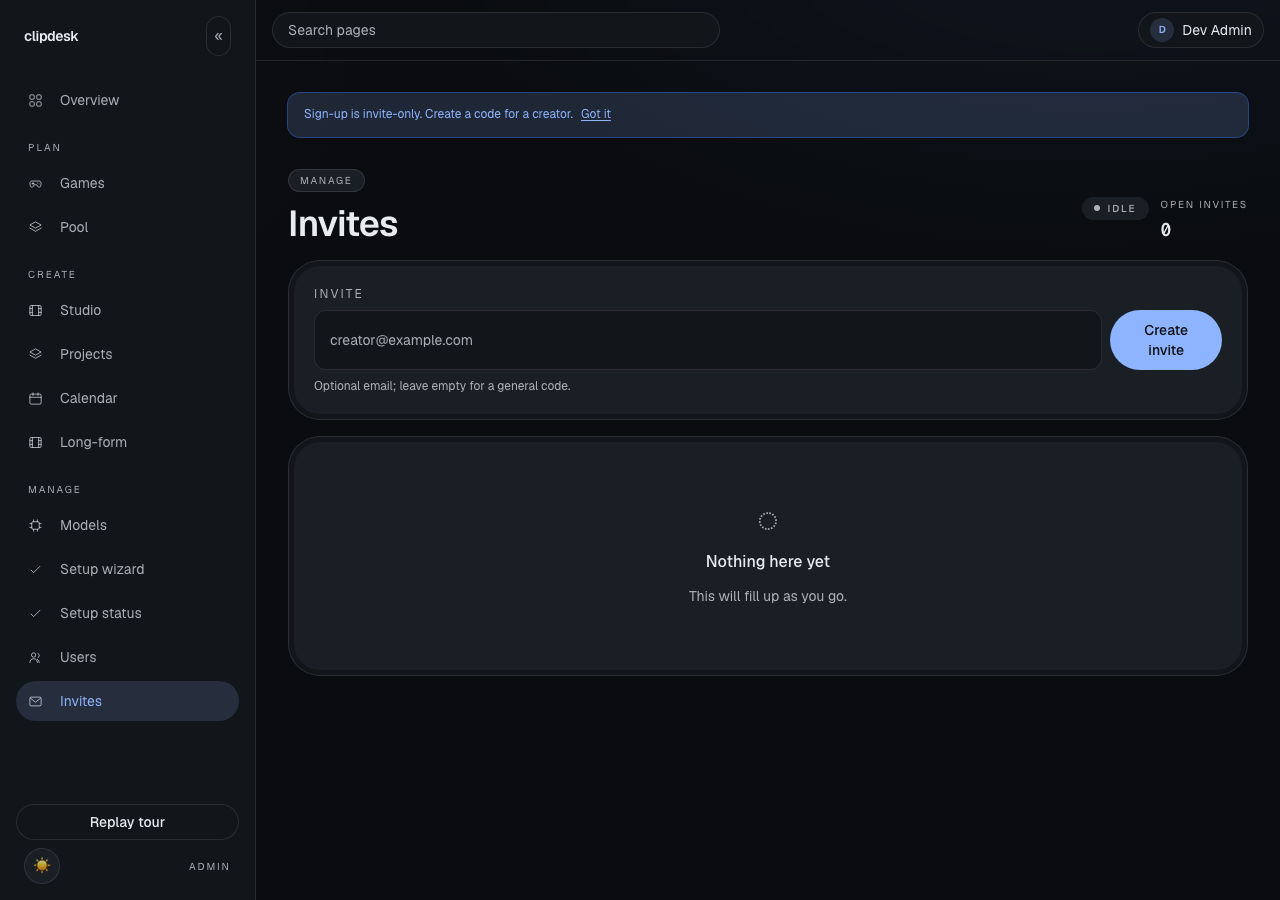 clipdesk
«
Search pages
D
Dev Admin
Overview
PLAN
Games
Pool
CREATE
Studio
Projects
Calendar
Long-form
MANAGE
Models
Setup wizard
Setup status
Users
Invites
Replay tour
ADMIN
Sign-up is invite-only. Create a code for a creator. Got it
MANAGE
Invites
IDLE
OPEN INVITES
0
INVITE
creator@example.com
Create
invite
Optional email; leave empty for a general code.
Nothing here yet
This will fill up as you go.